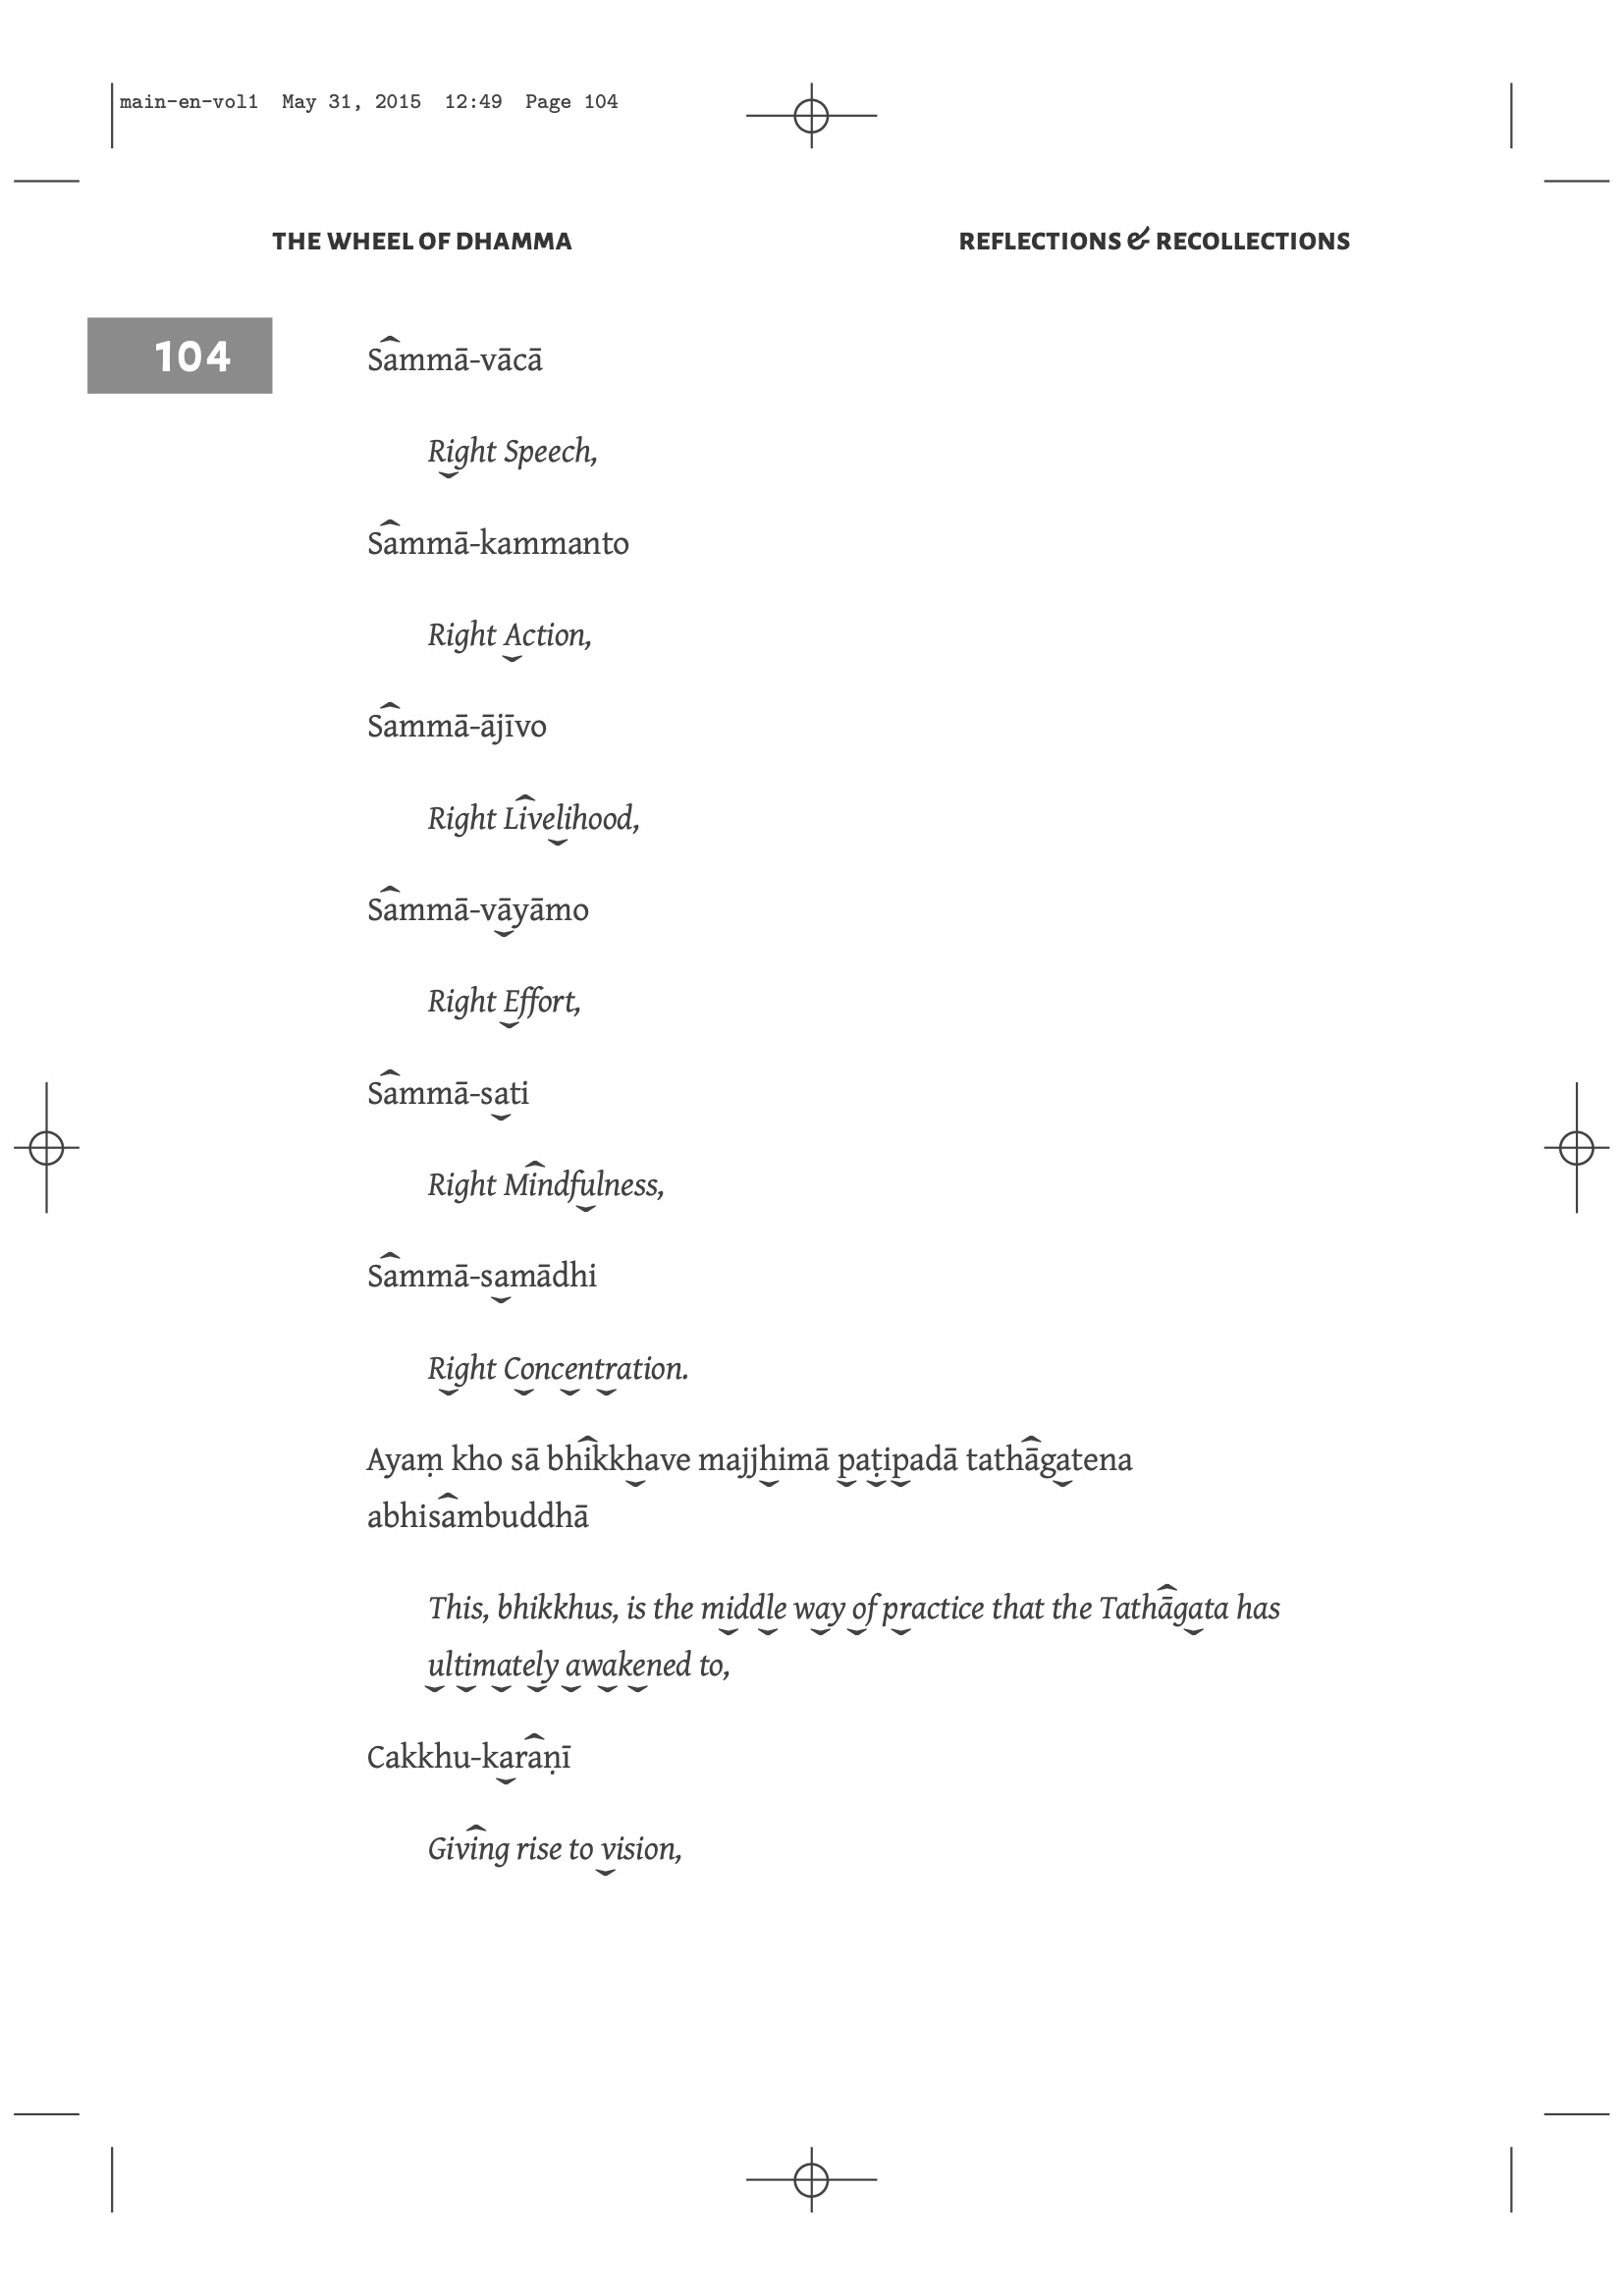 main-en-vol1 May 31, 2015 12:49 Page 104
THE WHEEL OF DHAMMA REFLECTIONS & RECOLLECTIONS
104
Sammā-vācā
Right Speech,
Sammā-kammanto
Right Action,
Sammā-ājīvo
Right Livelihood,
Sammā-vāyāmo
Right Effort,
Sammā-sati
Right Mindfulness,
Sammā-samādhi
Right Concentration.
Ayaṃ kho sā bhikkhave majjhimā paṭipadā tathāgatena
abhisambuddhā
This, bhikkhus, is the middle way of practice that the Tathāgata has
ultimately awakened to,
Cakkhu-karaṇī
Giving rise to vision,